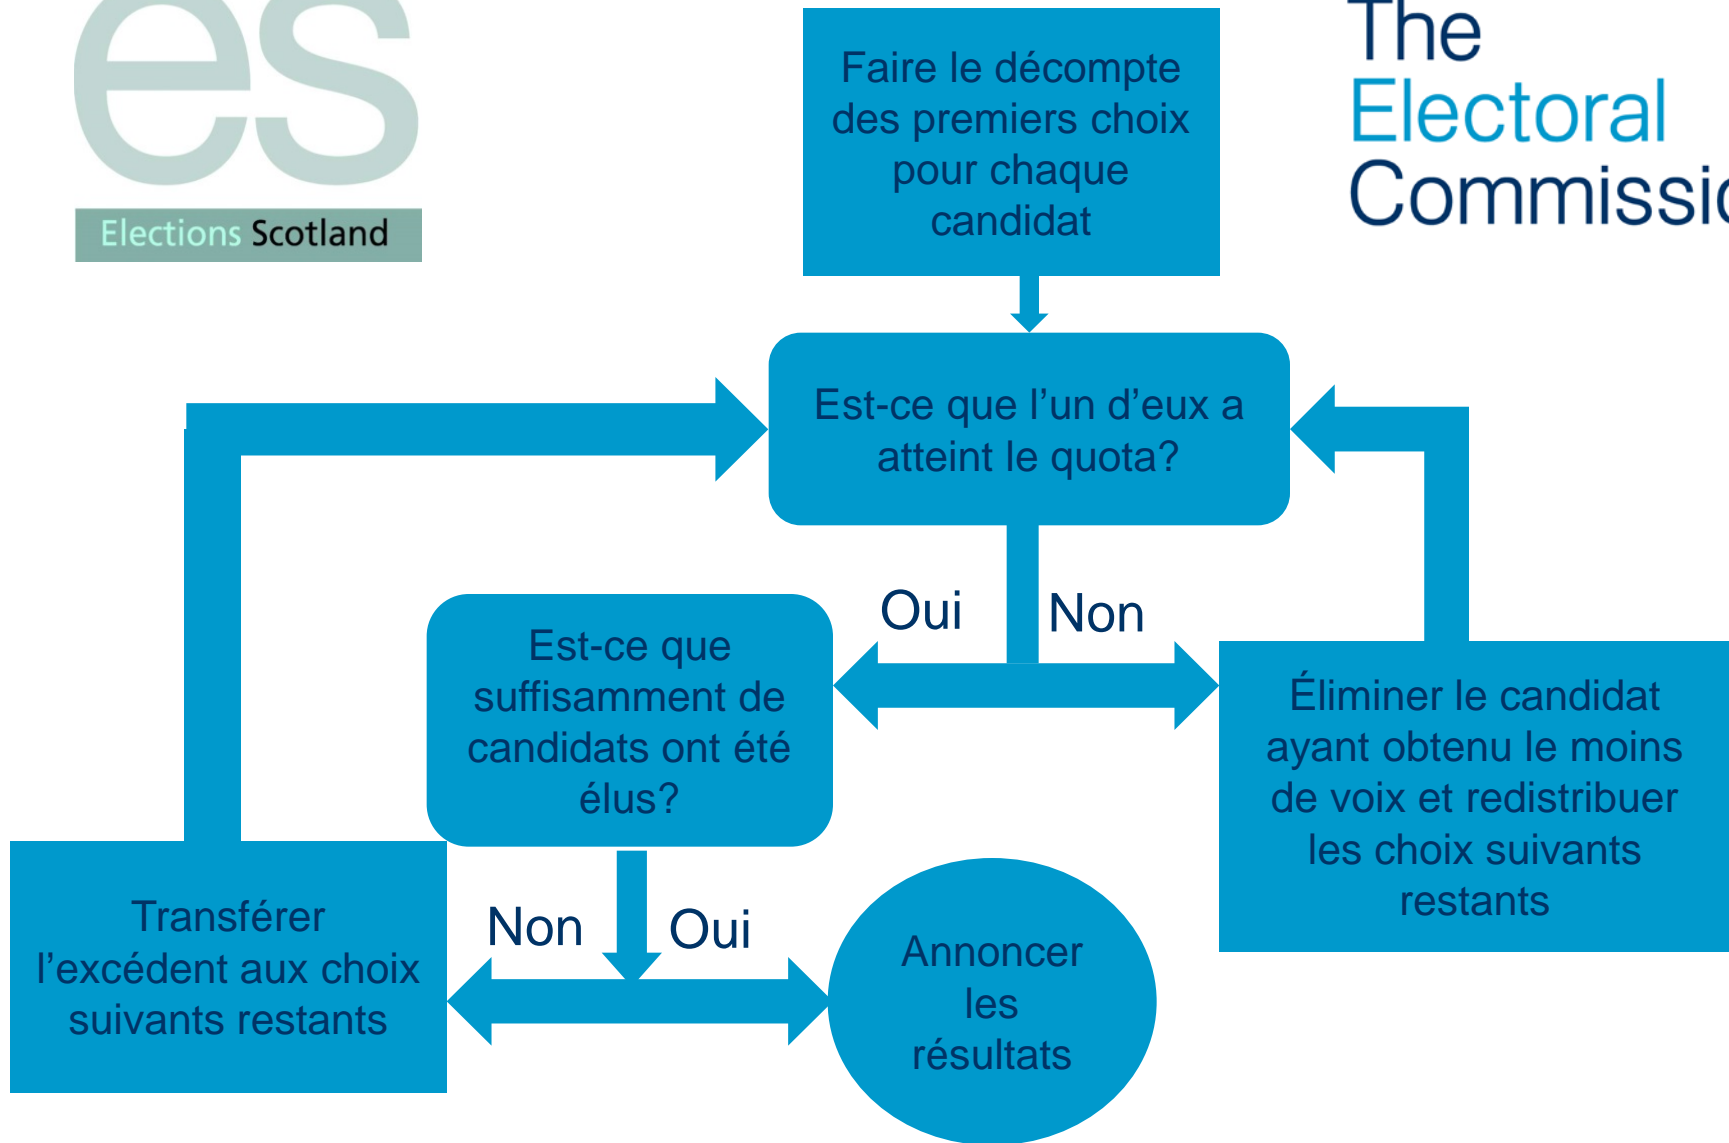 es
Elections Scotland
The
Electoral
Faire le décompte
des premiers choix
pour chaque
candidat
Est-ce que l’un d’eux a
atteint le quota?
Oui
Non
Est-ce que
suffisamment de
candidats ont été
élus?
Éliminer le candidat
ayant obtenu le moins
de voix et redistribuer
les choix suivants
restants
Transférer
l’excédent aux choix
suivants restants
Non
Oui
Annoncer
les
résultats